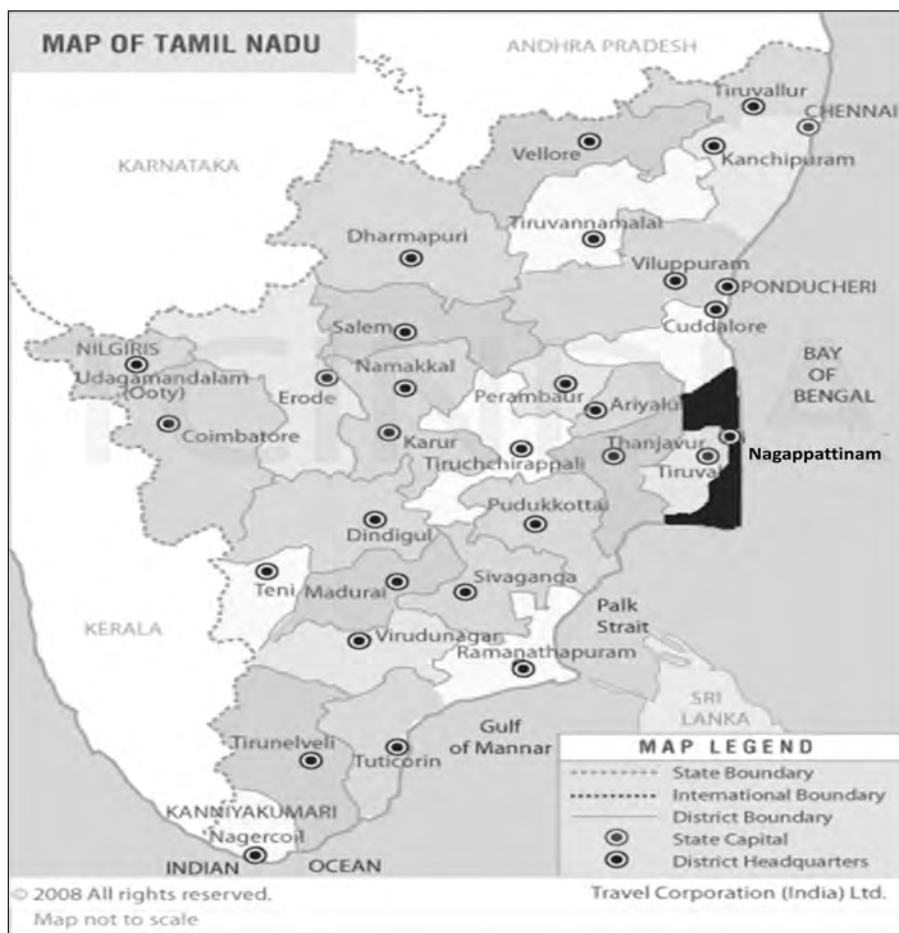 MAP OF TAMIL NADU
ANDHRA PRADESH
Tiruvallur
CHENNAI
Vellore
Kanchipuram
KARNATAKA
Tiruvannamalai
Dharmapuri
Viluppuram
PONDUCHERI
Salem
Cuddalore
NILGIRIS
Namakkal
BAY
OF
BENGAL
Udagamandalam
(Ooty)
Erode
Perambaur
Ariyalur
Coimbatore
Karur
Thanjavur
Nagappattinam
Tiruchchirappali
Tiruval
Pudukkottai
Dindigul
Teni
Madurai
Sivaganga
Palk
Strait
KERALA
Virudunagar
Ramanathapuram
SRI
LANKA
Gulf
of Mannar
Tirunelveli
Tuticorin
MAP LEGEND
State Boundary
International Boundary
District Boundary
State Capital
District Headquarters
KANNIYAKUMARI
Nagercoil
INDIAN
OCEAN
© 2008 All rights reserved.
Travel Corporation (India) Ltd.
Map not to scale